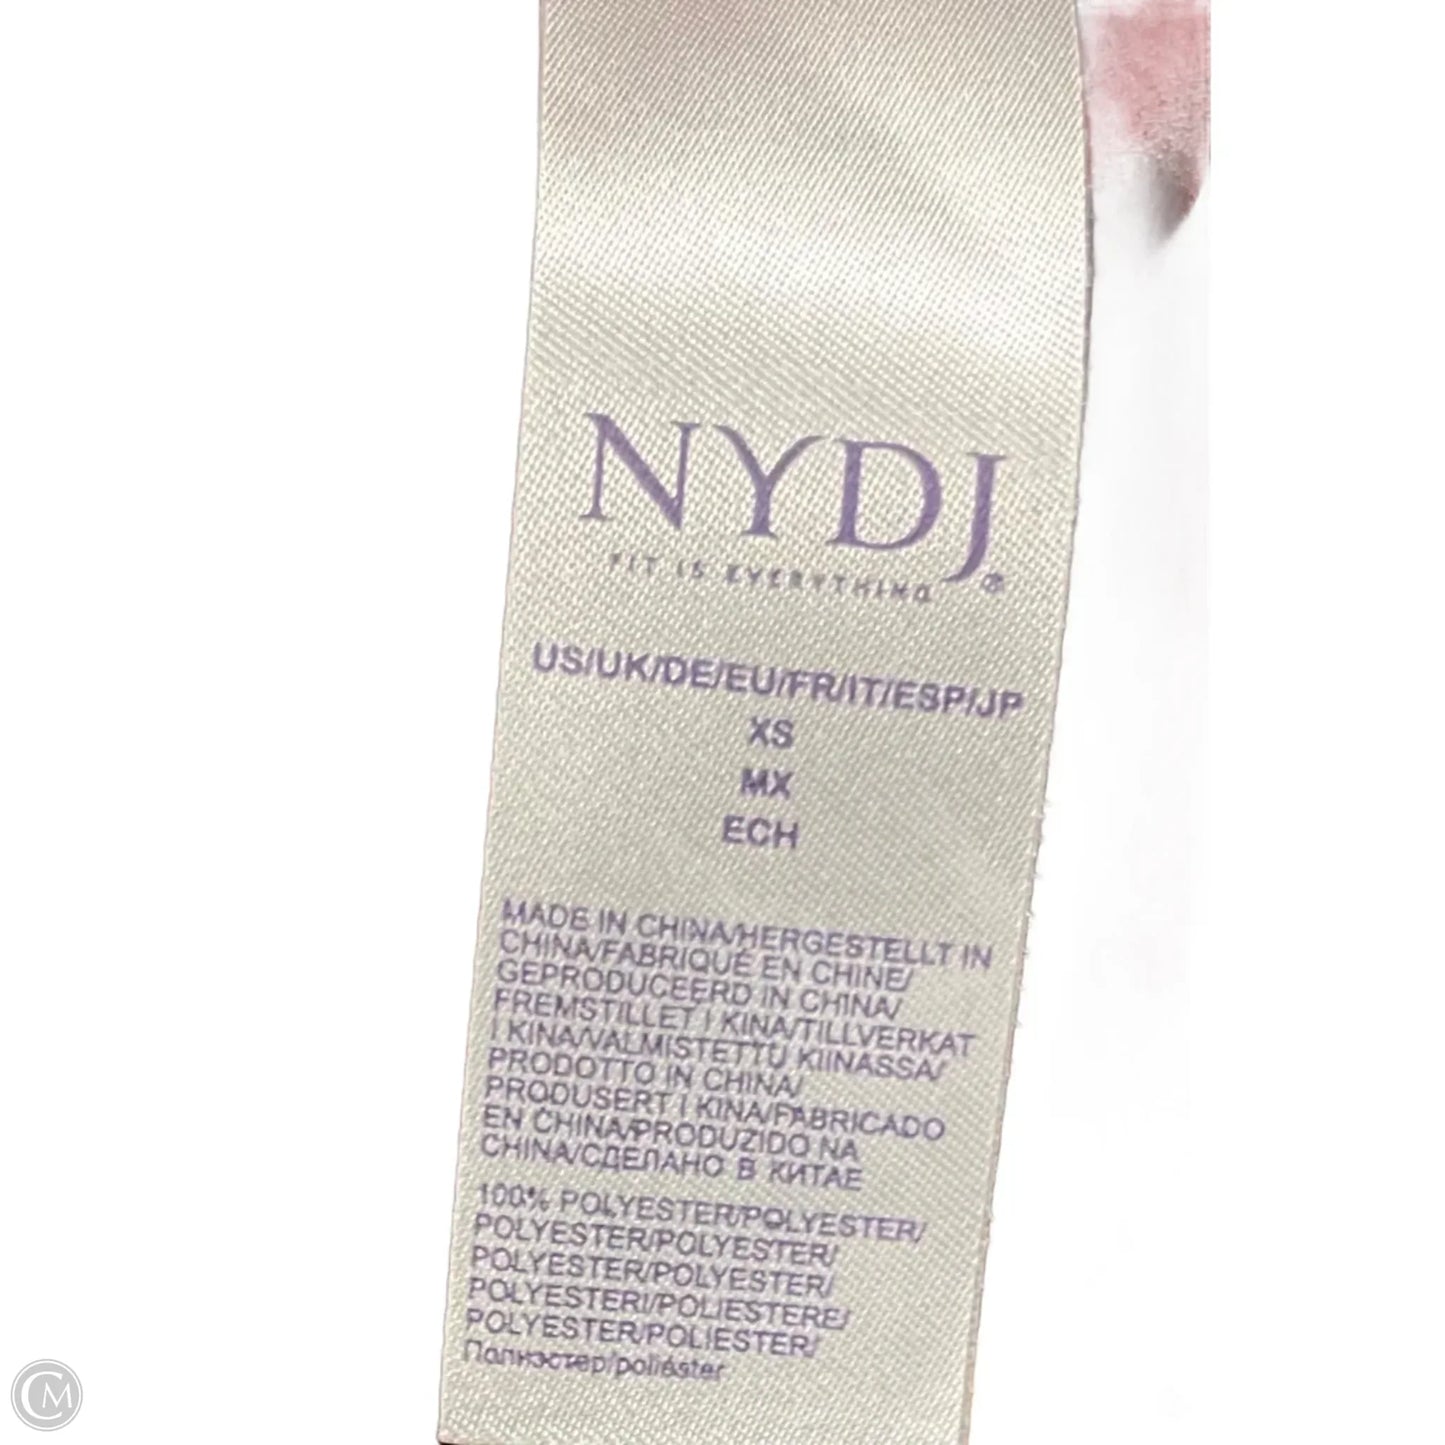 NYDJ®
FIT IS EVERYTHING
US/UK/DE/EU/FR/IT/ESP/JP
XS
MX
ECH
MADE IN CHINA/HERGESTELLT IN
CHINA/FABRIQUÉ EN CHINE/
GEPRODUCEERD IN CHINA/
FREMSTILLET I KINA/TILLVERKAT
I KINA/VALMISTETTU KIINASSA/
PRODOTTO IN CHINA/
PRODUSERT I KINA/FABRICADO
EN CHINA/PRODUZIDO NA
CHINA/СДЕЛАНО В КИТАЕ
100% POLYESTER/POLYESTER/
POLYESTER/POLYESTER/
POLYESTER/POLYESTER/
POLYESTERI/POLIESTERE/
POLYESTER/POLIESTER/
Полиэстер/poliéster
CM